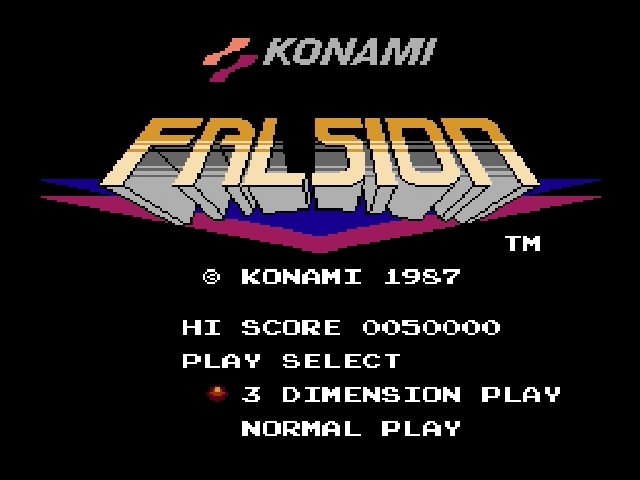 KONAMI
FALSION
TM
© KONAMI 1987
HI SCORE 0050000
PLAY SELECT
3 DIMENSION PLAY
NORMAL PLAY